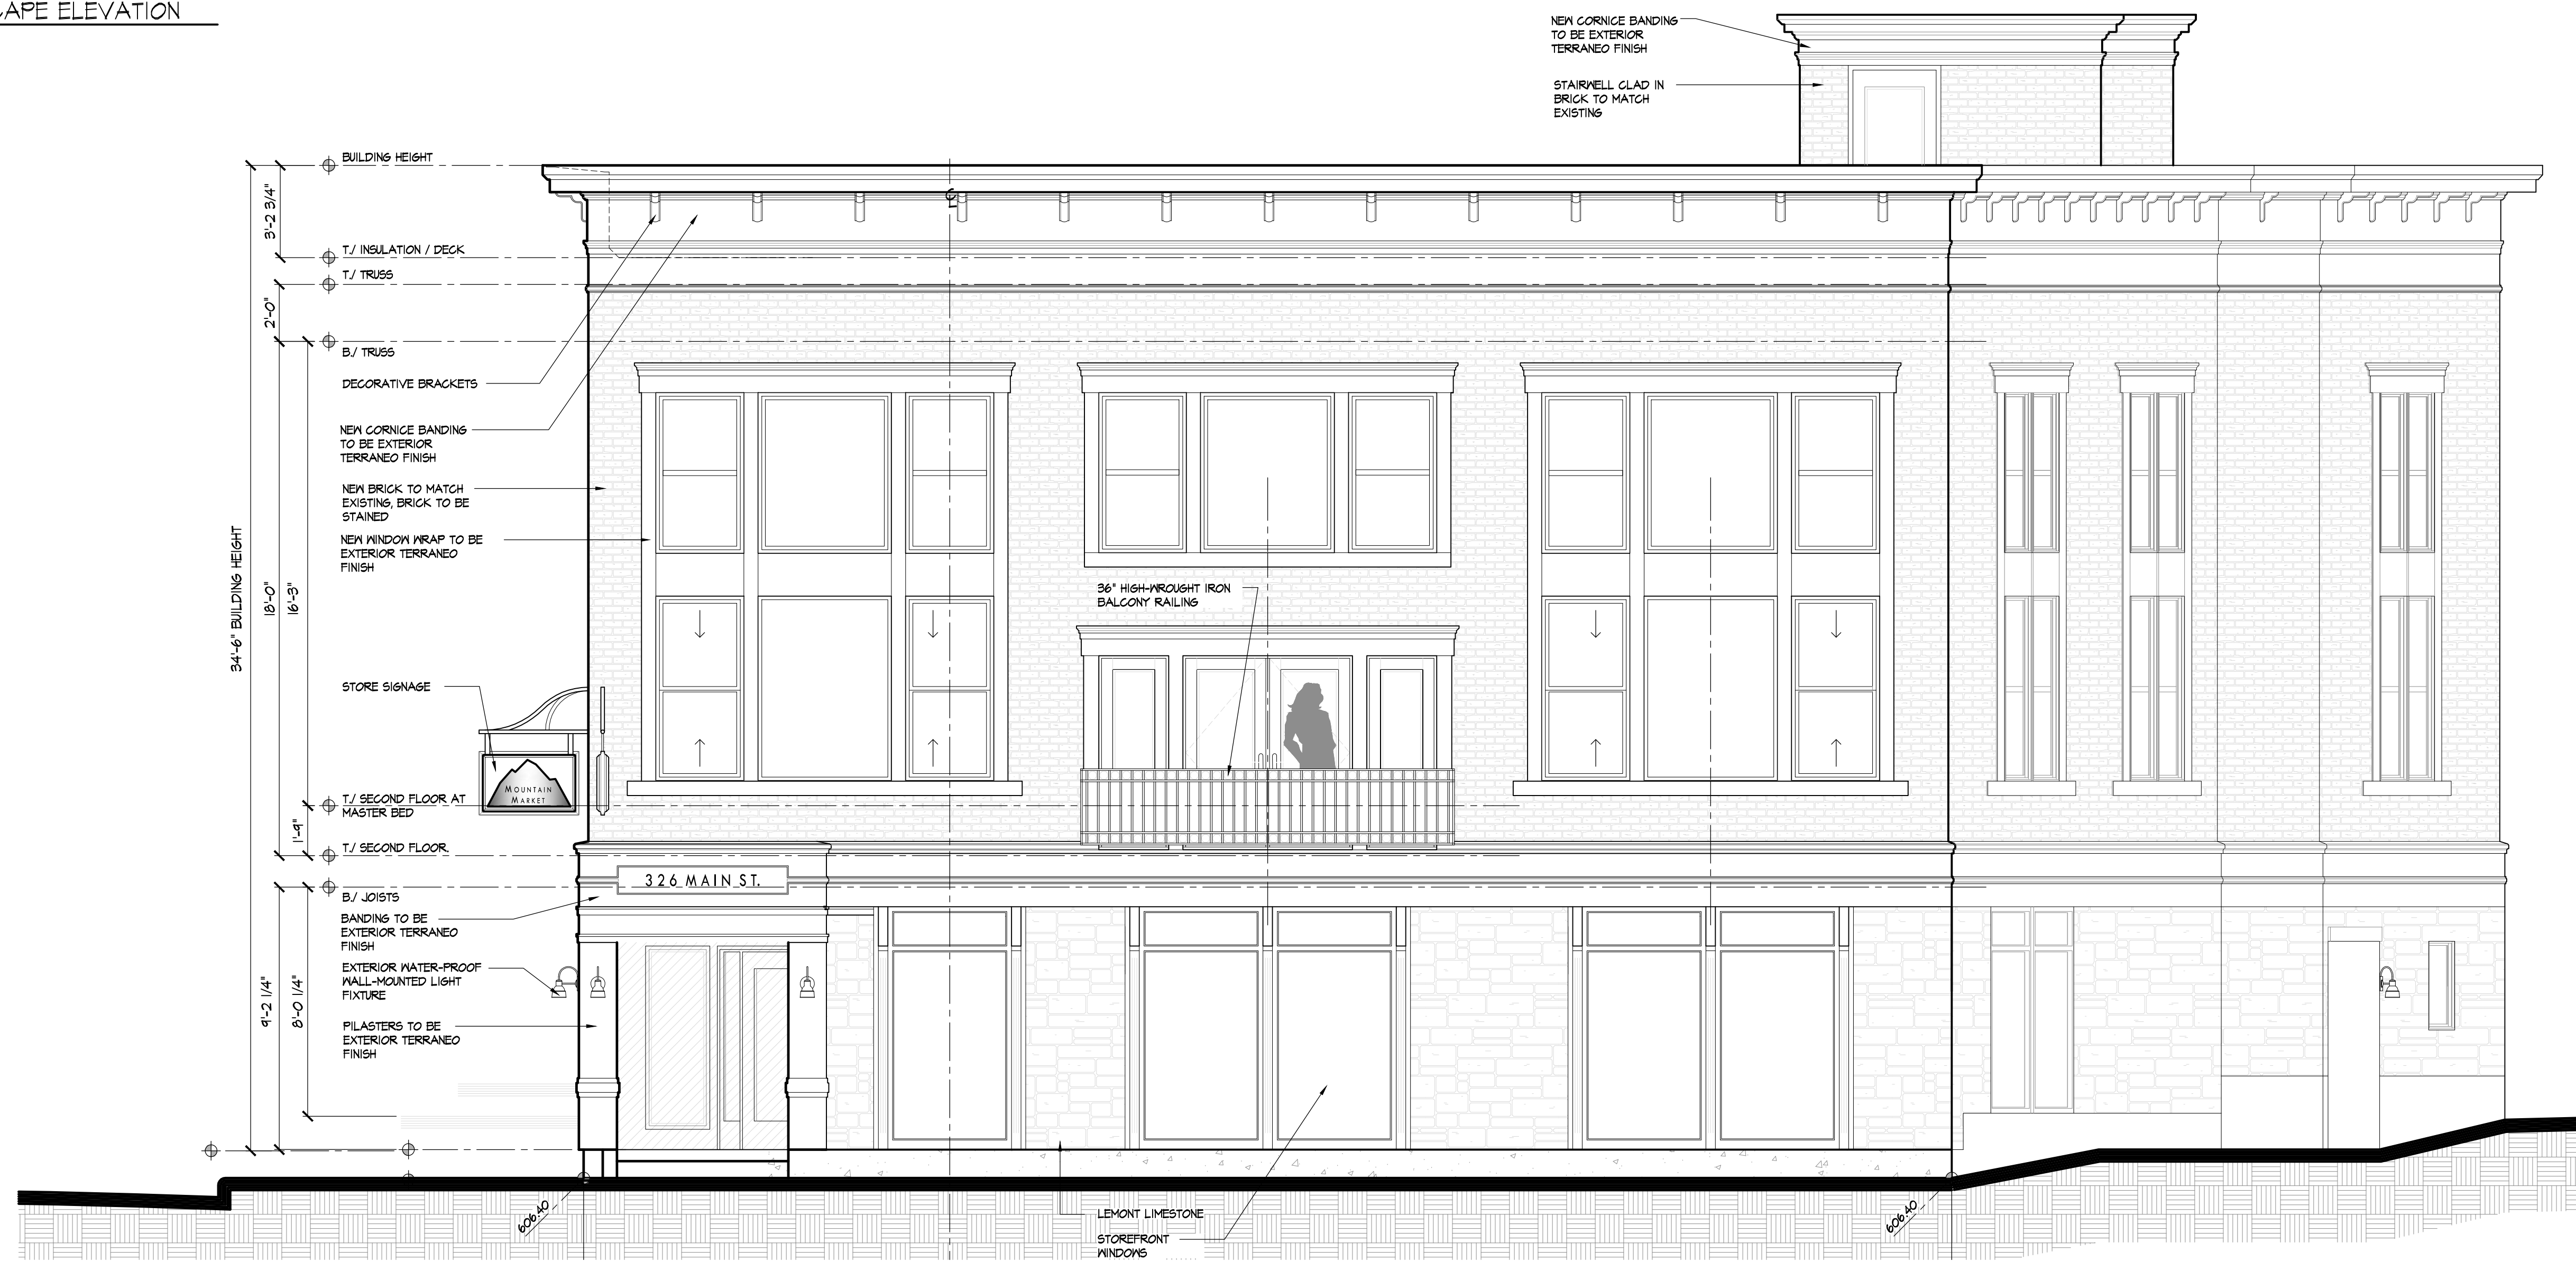 CAPE ELEVATION
NEW CORNICE BANDING
TO BE EXTERIOR
TERRANEO FINISH
STAIRWELL CLAD IN
BRICK TO MATCH
EXISTING
BUILDING HEIGHT
3'-2 3/4"
T./ INSULATION / DECK
T./ TRUSS
2'-0"
B./ TRUSS
DECORATIVE BRACKETS
NEW CORNICE BANDING
TO BE EXTERIOR
TERRANEO FINISH
NEW BRICK TO MATCH
EXISTING, BRICK TO BE
STAINED
NEW WINDOW WRAP TO BE
EXTERIOR TERRANEO
FINISH
34'-6" BUILDING HEIGHT
18'-0"
16'-3"
36" HIGH-WROUGHT IRON
BALCONY RAILING
STORE SIGNAGE
MOUNTAIN
MARKET
T./ SECOND FLOOR AT
MASTER BED
1'-9"
T./ SECOND FLOOR.
326 MAIN ST.
B./ JOISTS
BANDING TO BE
EXTERIOR TERRANEO
FINISH
EXTERIOR WATER-PROOF
WALL-MOUNTED LIGHT
FIXTURE
9'-2 1/4"
8'-0 1/4"
PILASTERS TO BE
EXTERIOR TERRANEO
FINISH
606.40
606.40
LEMONT LIMESTONE
STOREFRONT
WINDOWS